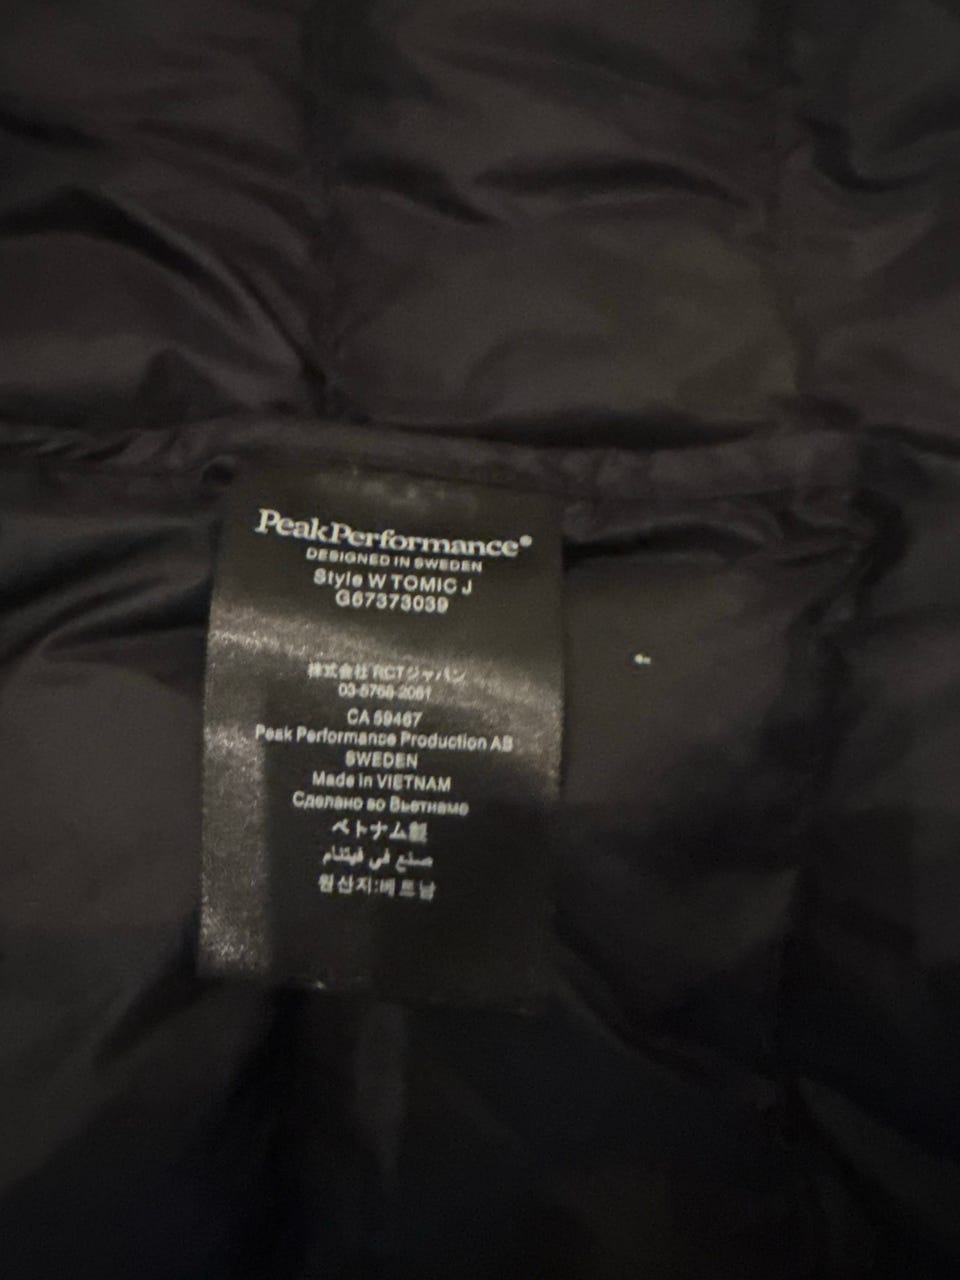 PeakPerformance®
DESIGNED IN SWEDEN
Style W TOMIC J
G67373039
株式会社 RCTジャパン
03-5768-2061
CA 59467
Peak Performance Production AB
SWEDEN
Made in VIETNAM
Сделано во Вьетнаме
ベトナム製
صنع في فيتنام
원산지:베트남